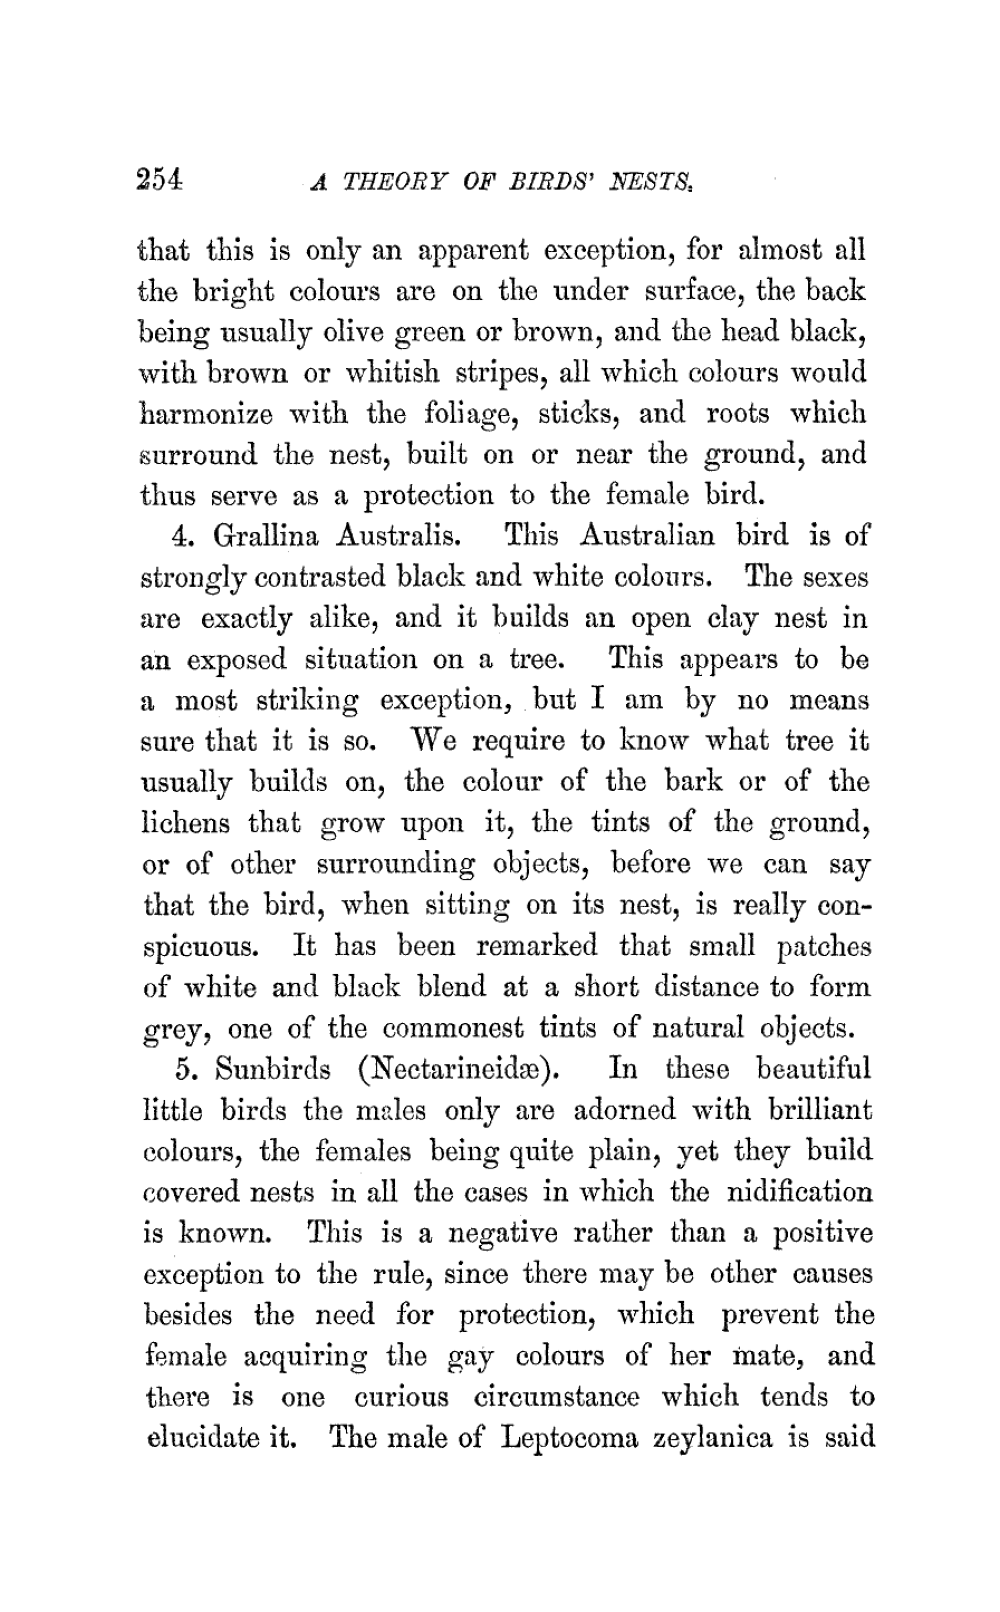 254 A THEORY OF BIRDS' NESTS.
that this is only an apparent exception, for almost all
the bright colours are on the under surface, the back
being usually olive green or brown, and the head black,
with brown or whitish stripes, all which colours would
harmonize with the foliage, sticks, and roots which
surround the nest, built on or near the ground, and
thus serve as a protection to the female bird.
4. Grallina Australis. This Australian bird is of
strongly contrasted black and white colours. The sexes
are exactly alike, and it builds an open clay nest in
an exposed situation on a tree. This appears to be
a most striking exception, but I am by no means
sure that it is so. We require to know what tree it
usually builds on, the colour of the bark or of the
lichens that grow upon it, the tints of the ground,
or of other surrounding objects, before we can say
that the bird, when sitting on its nest, is really con-
spicuous. It has been remarked that small patches
of white and black blend at a short distance to form
grey, one of the commonest tints of natural objects.
5. Sunbirds (Nectarineidæ). In these beautiful
little birds the males only are adorned with brilliant
colours, the females being quite plain, yet they build
covered nests in all the cases in which the nidification
is known. This is a negative rather than a positive
exception to the rule, since there may be other causes
besides the need for protection, which prevent the
female acquiring the gay colours of her mate, and
there is one curious circumstance which tends to
elucidate it. The male of Leptocoma zeylanica is said